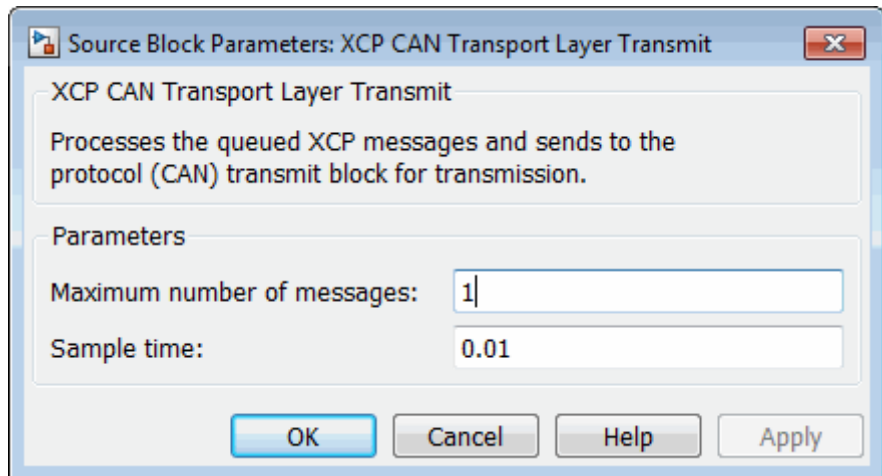 Source Block Parameters: XCP CAN Transport Layer Transmit
XCP CAN Transport Layer Transmit
Processes the queued XCP messages and sends to the
protocol (CAN) transmit block for transmission.
Parameters
Maximum number of messages: 1
Sample time: 0.01
OK Cancel Help Apply